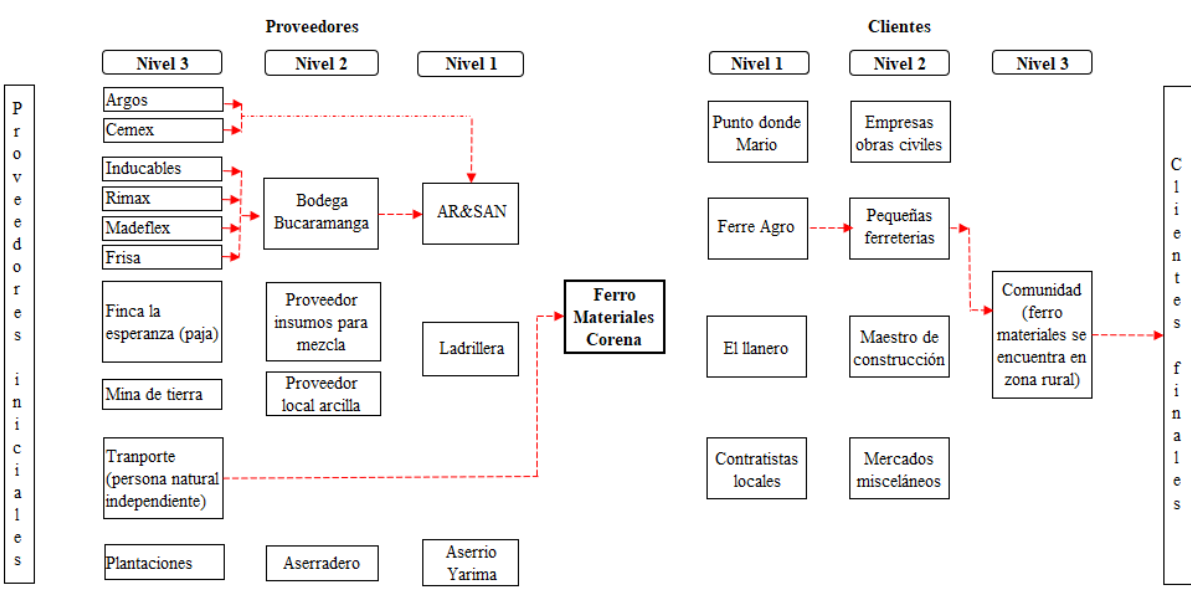 Proveedores
Clientes
Nivel 3
Nivel 2
Nivel 1
Nivel 1
Nivel 2
Nivel 3
Proveedores iniciales
Argos
Cemex
Inducables
Rimax
Madeflex
Frisa
Finca la
esperanza (paja)
Mina de tierra
Tranporte
(persona natural
independiente)
Plantaciones
Bodega
Bucaramanga
Proveedor
insumos para
mezcla
Proveedor
local arcilla
Aserradero
AR&SAN
Ladrillera
Aserrio
Yarima
Ferro
Materiales
Corena
Punto donde
Mario
Ferre Agro
El llanero
Contratistas
locales
Empresas
obras civiles
Pequeñas
ferreterias
Maestro de
construcción
Mercados
misceláneos
Comunidad
(ferro
materiales se
encuentra en
zona rural)
Clientes finales